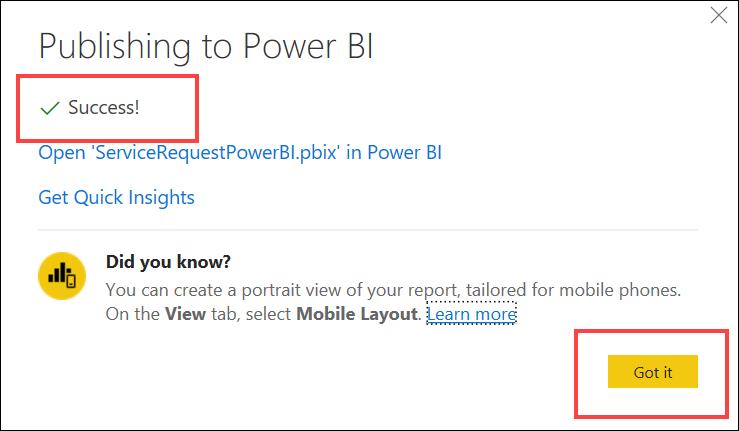 Publishing to Power BI
Success!
Open 'ServiceRequestPowerBI.pbix' in Power BI
Get Quick Insights
Did you know?
You can create a portrait view of your report, tailored for mobile phones.
On the View tab, select Mobile Layout. Learn more
Got it